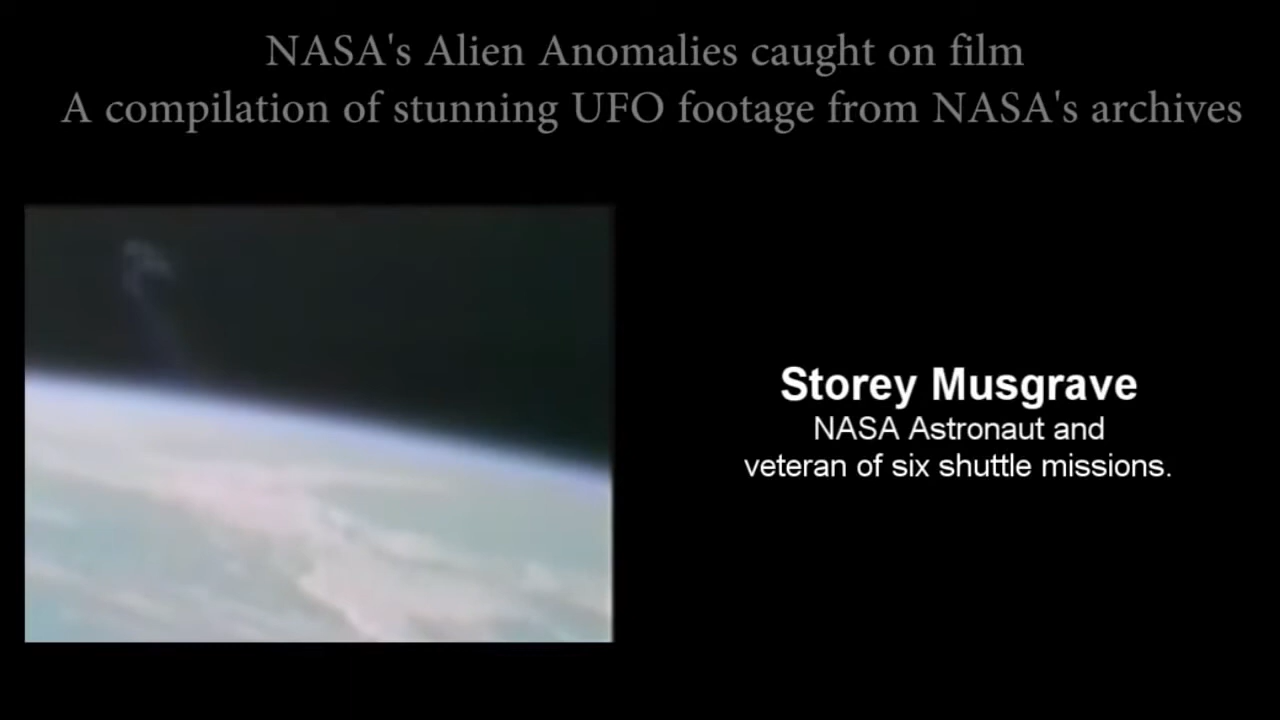 NASA's Alien Anomalies caught on film
A compilation of stunning UFO footage from NASA's archives
Storey Musgrave
NASA Astronaut and
veteran of six shuttle missions.